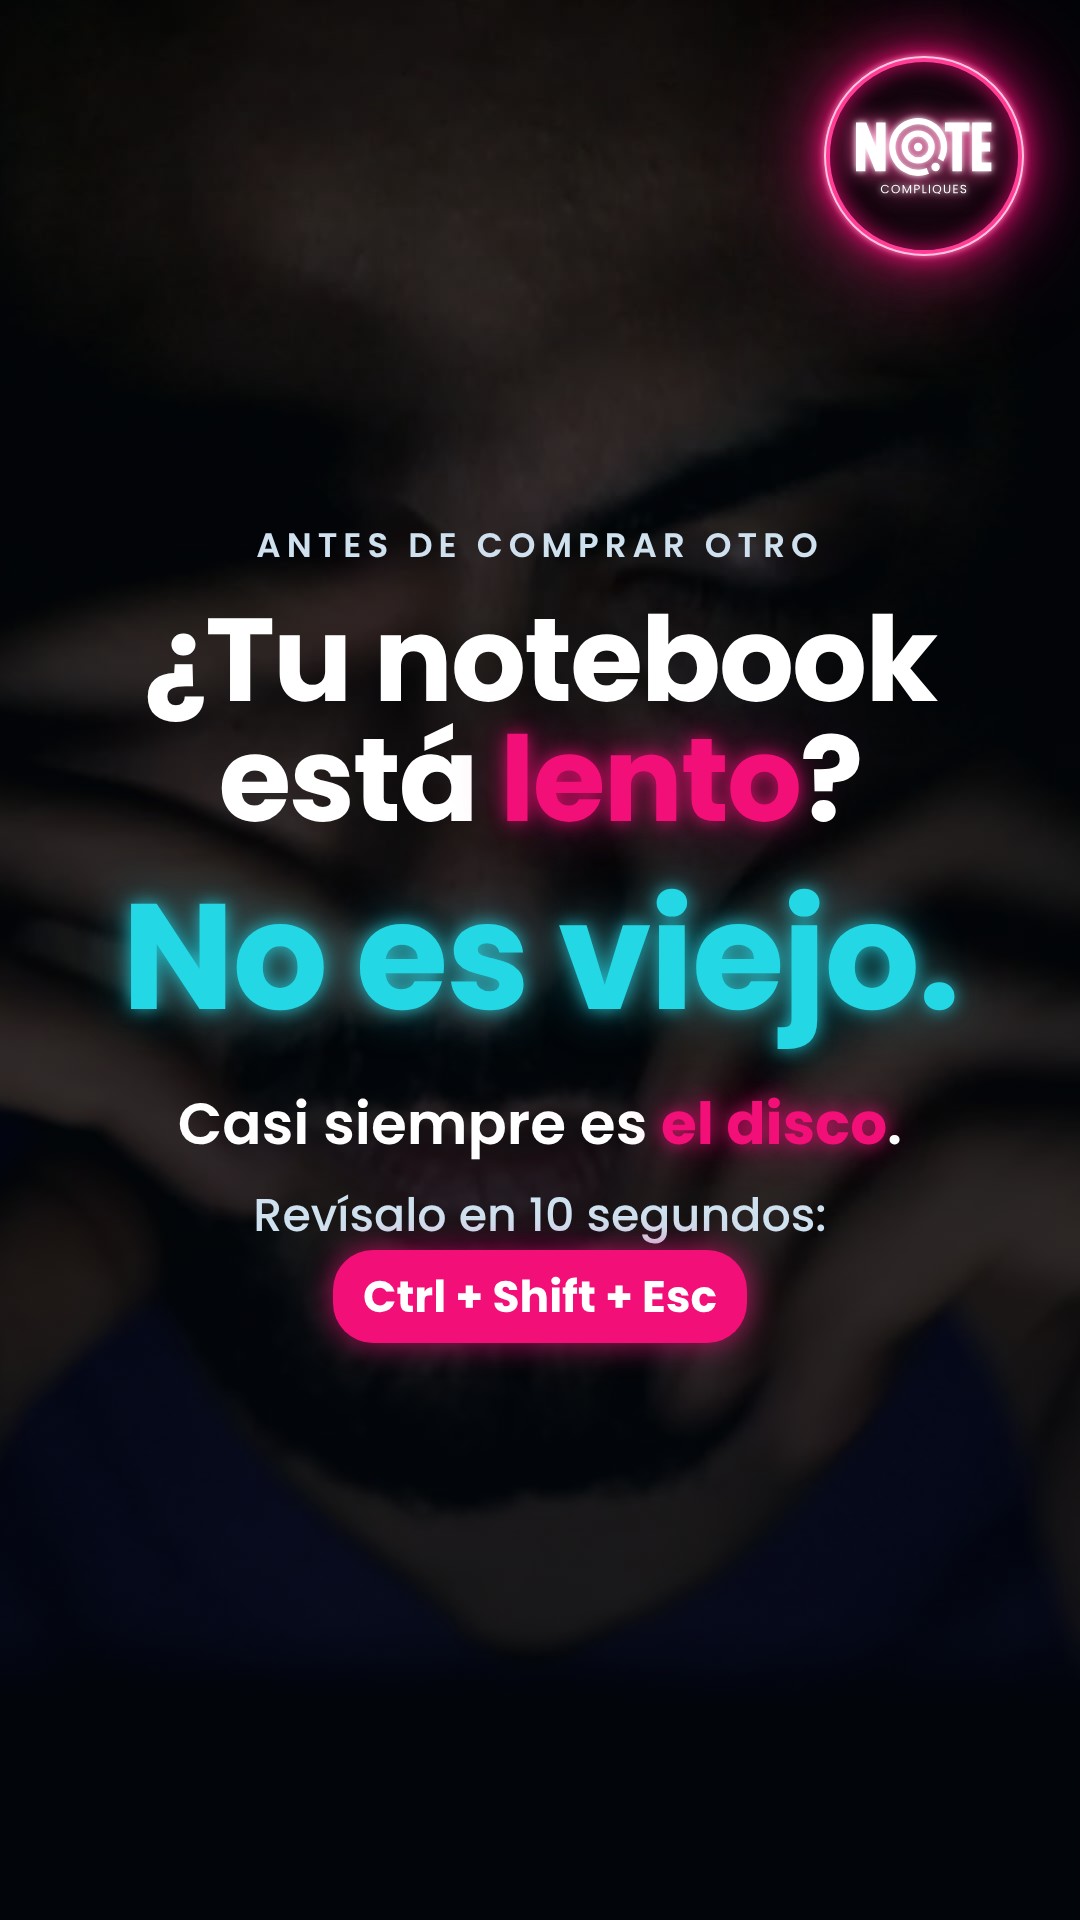 N@TE
COMPLIQUES
ANTES DE COMPRAR OTRO
¿Tu notebook
está lento?
No es viejo.
Casi siempre es el disco.
Revísalo en 10 segundos:
Ctrl + Shift + Esc